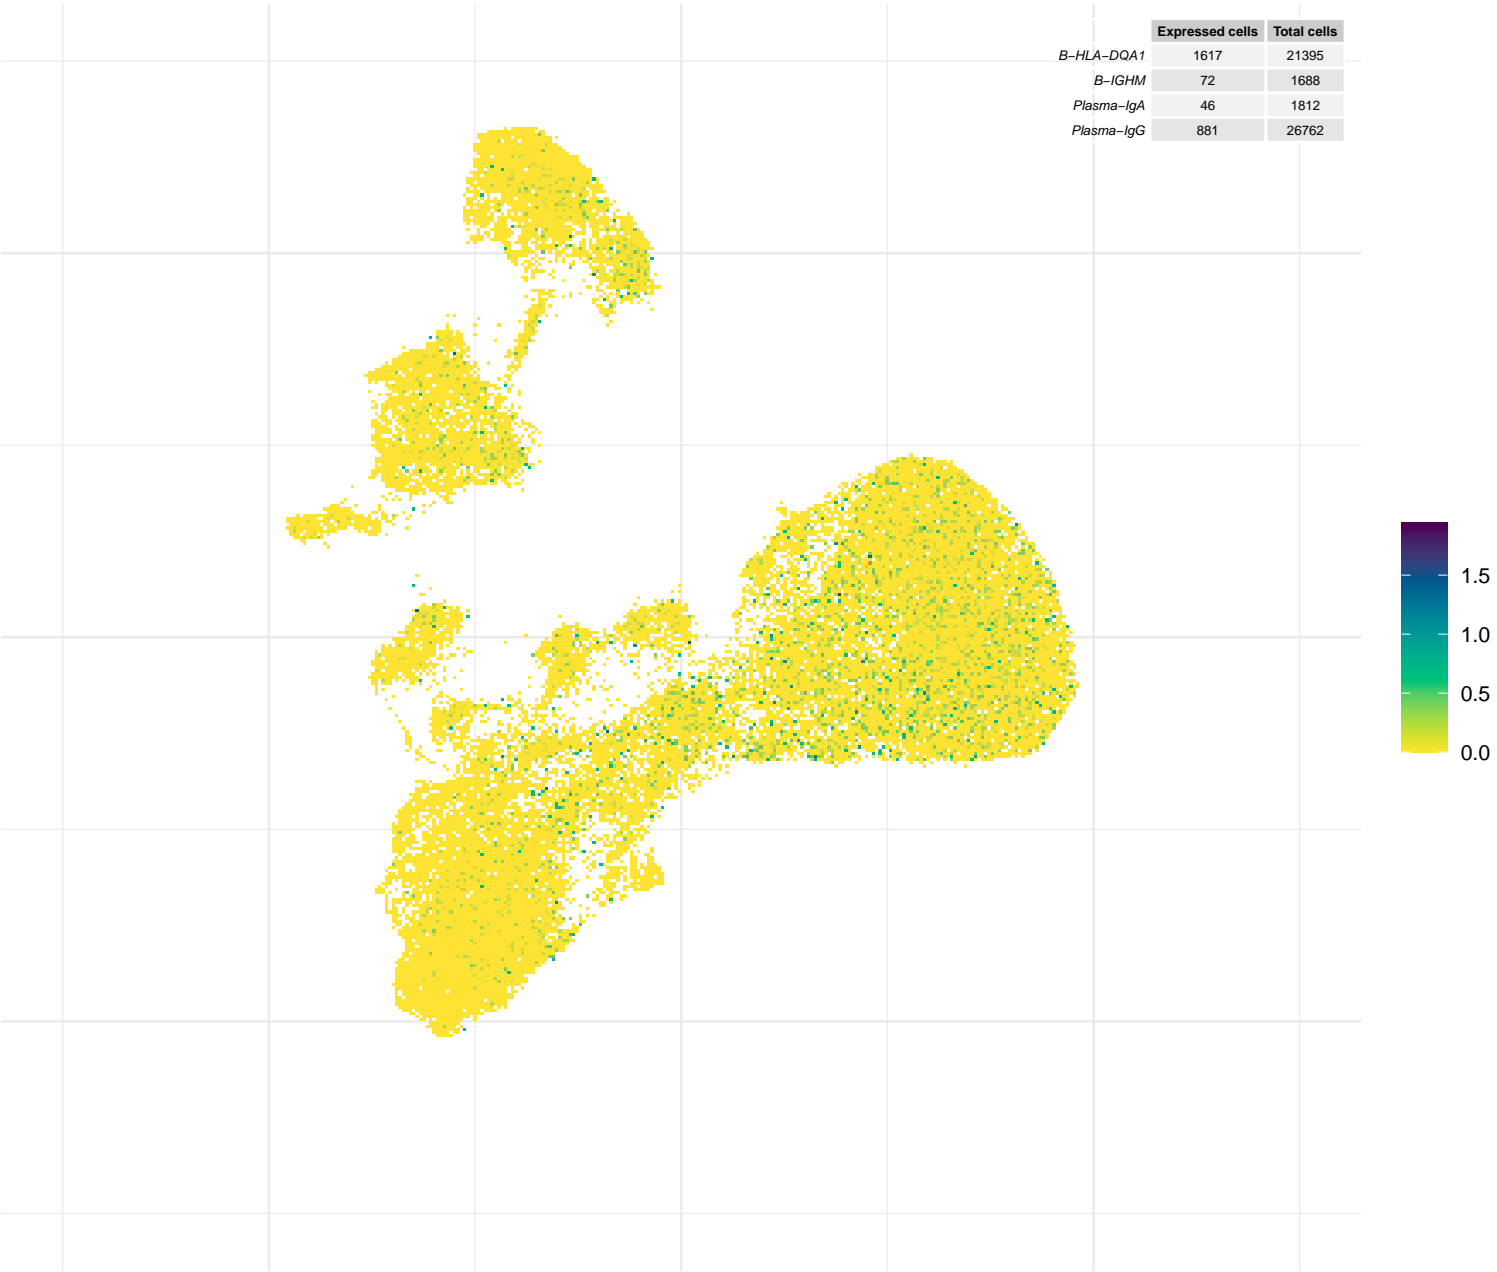 Expressed cells Total cells
B−HLA−DQA1 1617 21395
B−IGHM 72 1688
Plasma−IgA 46 1812
Plasma−IgG 881 26762
1.5
1.0
0.5
0.0